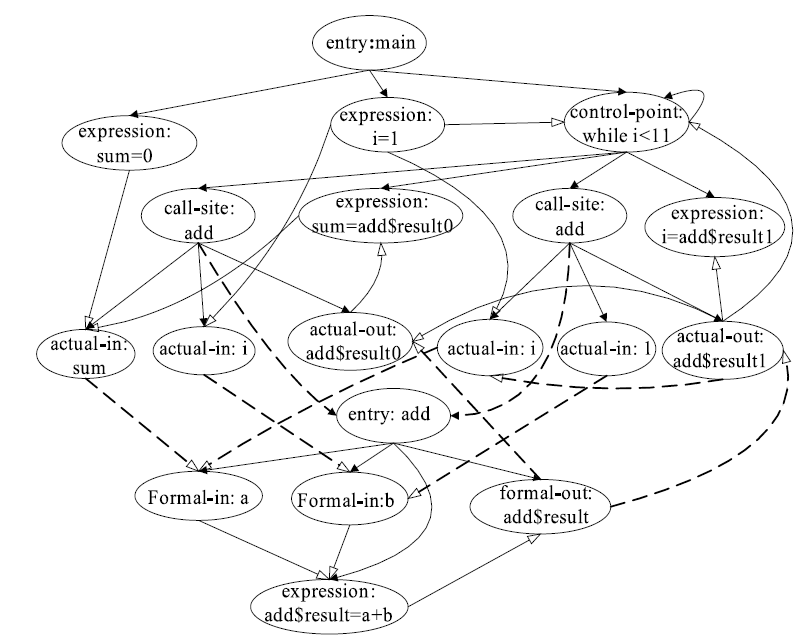 entry:main
expression:
sum=0
expression:
i=1
control-point:
while i<11
call-site:
add
expression:
sum=add$result0
call-site:
add
expression:
i=add$result1
actual-in:
sum
actual-in: i
actual-out:
add$result0
actual-in: i
actual-in: 1
actual-out:
add$result1
entry: add
Formal-in: a
Formal-in:b
formal-out:
add$result
expression:
add$result=a+b